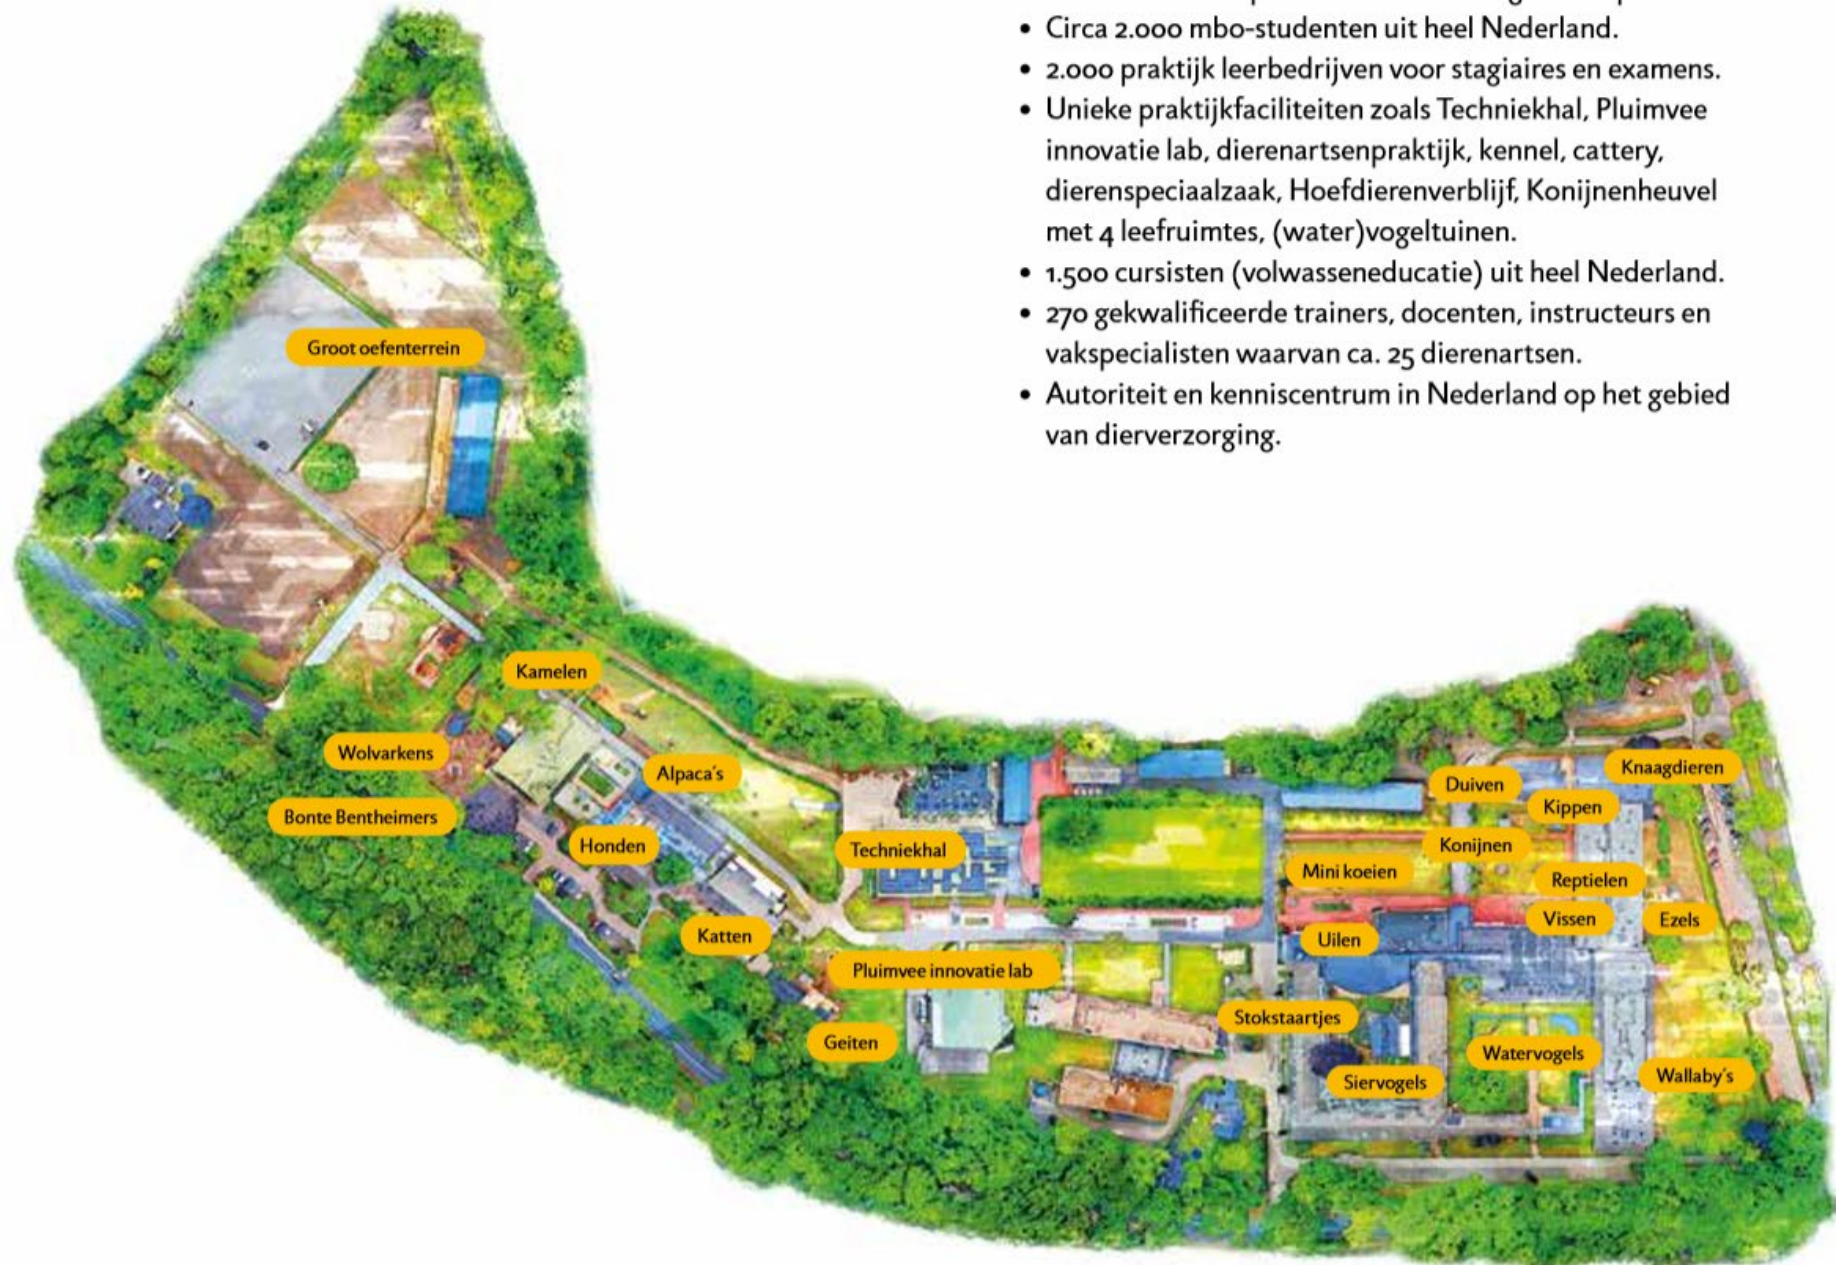 • Circa 2.000 mbo-studenten uit heel Nederland.
• 2.000 praktijk leerbedrijven voor stagiaires en examens.
• Unieke praktijkfaciliteiten zoals Techniekhal, Pluimvee
innovatie lab, dierenartsenpraktijk, kennel, cattery,
dierenspeciaalzaak, Hoefdierenverblijf, Konijnenheuvel
met 4 leefruimtes, (water)vogeltuinen.
• 1.500 cursisten (volwasseneducatie) uit heel Nederland.
• 270 gekwalificeerde trainers, docenten, instructeurs en
vakspecialisten waarvan ca. 25 dierenartsen.
• Autoriteit en kenniscentrum in Nederland op het gebied
van dierverzorging.
Groot oefenterrein
Kamelen
Wolvarkens
Alpaca's
Bonte Bentheimers
Honden
Katten
Techniekhal
Pluimvee innovatie lab
Geiten
Duiven
Knaagdieren
Kippen
Konijnen
Mini koeien
Reptielen
Vissen
Ezels
Uilen
Stokstaartjes
Watervogels
Siervogels
Wallaby's